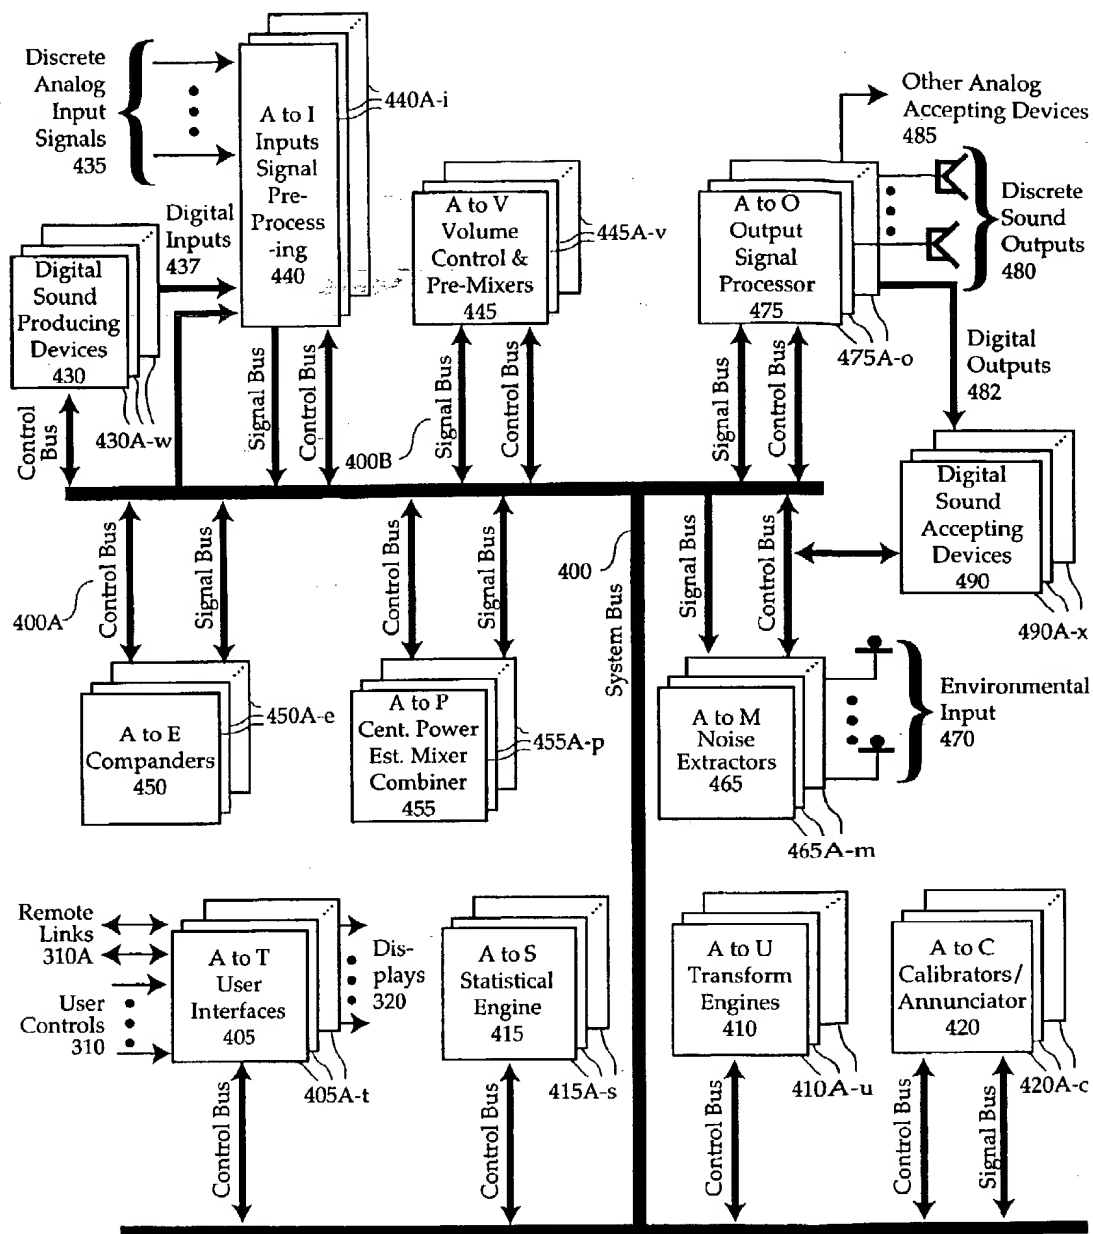 Discrete
Analog
Input
Signals
435
A to I
Inputs
Signal
Pre-
Process
-ing
440
440A-i
Digital
Inputs
437
Digital
Sound
Producing
Devices
430
430A-w
Control
Bus
Signal Bus
Control Bus
A to V
Volume
Control &
Pre-Mixers
445
445A-v
400B
Signal Bus
Control Bus
A to O
Output
Signal
Processor
475
475A-o
Signal Bus
Control Bus
Other Analog
Accepting Devices
485
Discrete
Sound
Outputs
480
Digital
Outputs
482
Digital
Sound
Accepting
Devices
490
490A-x
400A
Control Bus
Signal Bus
A to E
Companders
450
450A-e
Control Bus
Signal Bus
A to P
Cent. Power
Est. Mixer
Combiner
455
455A-p
400
System Bus
Signal Bus
Control Bus
A to M
Noise
Extractors
465
465A-m
Environmental
Input
470
Remote
Links
310A
User
Controls
310
A to T
User
Interfaces
405
405A-t
Dis-
plays
320
Control Bus
A to S
Statistical
Engine
415
415A-s
Control Bus
A to U
Transform
Engines
410
410A-u
Control Bus
A to C
Calibrators/
Annunciator
420
420A-c
Control Bus
Signal Bus